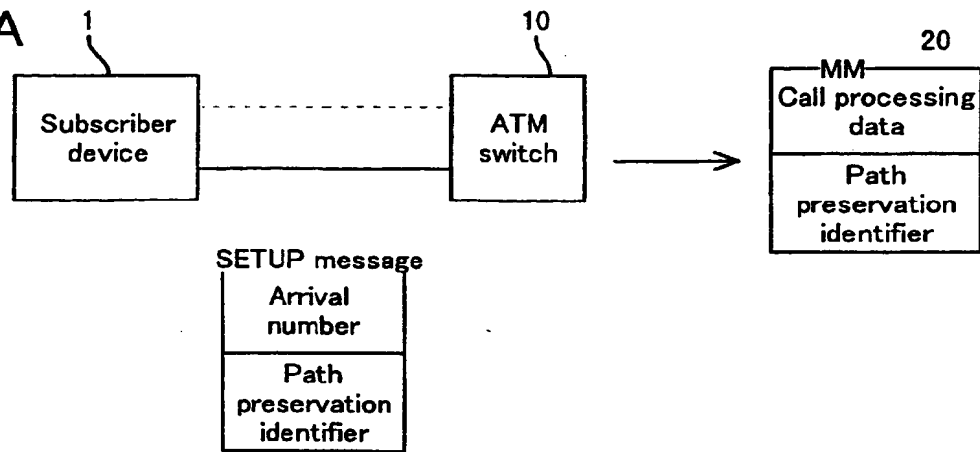 A
1
10
20
Subscriber
device
ATM
switch
MM
Call processing
data
Path
preservation
identifier
SETUP message
Arrival
number
Path
preservation
identifier